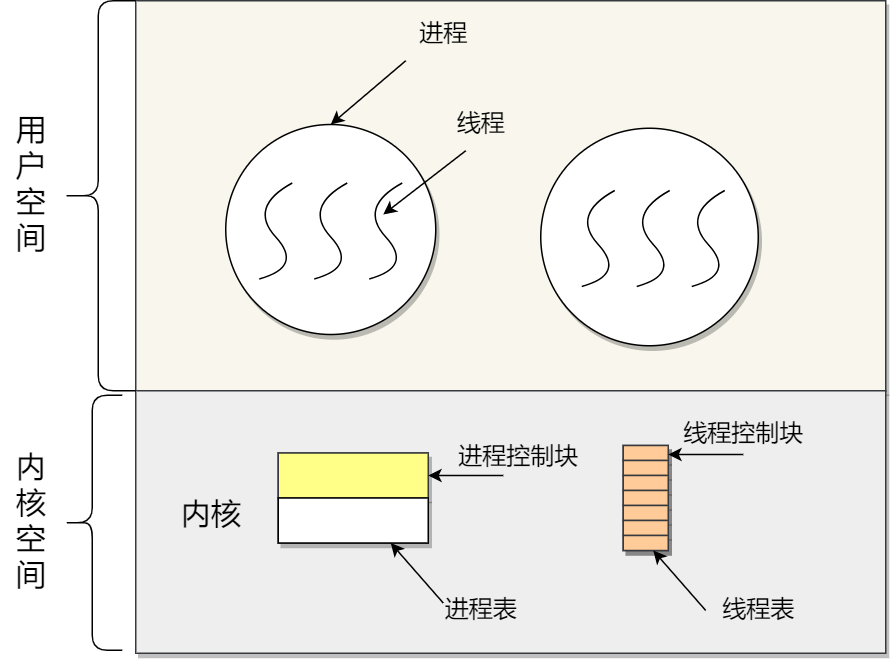 进程
线程
用户空间
线程控制块
进程控制块
内核
内核空间
进程表
线程表